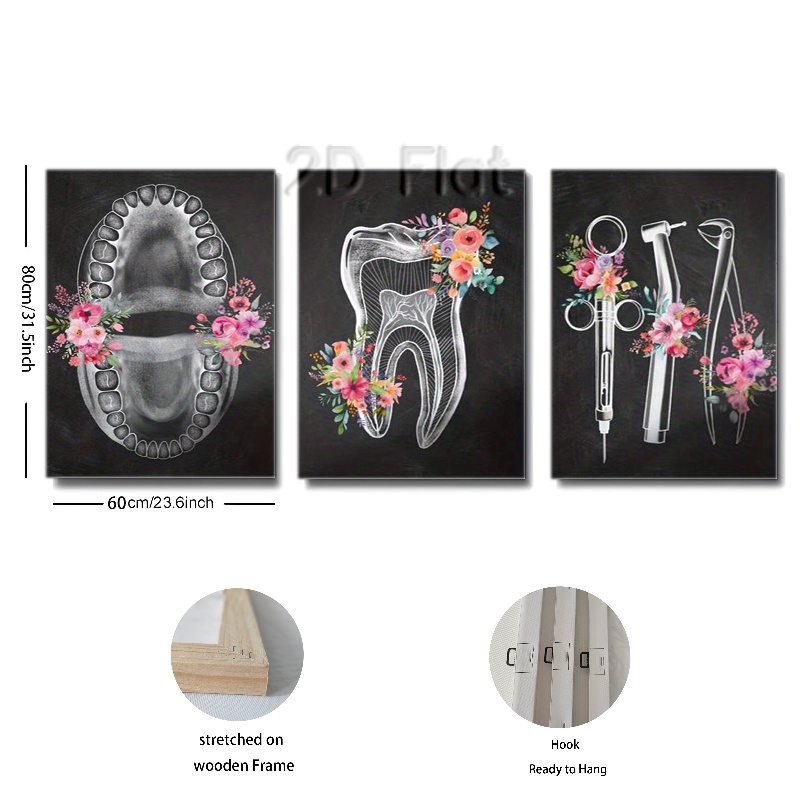 2D Flat
80cm/31.5inch
60cm/23.6inch
stretched on
wooden Frame
Hook
Ready to Hang